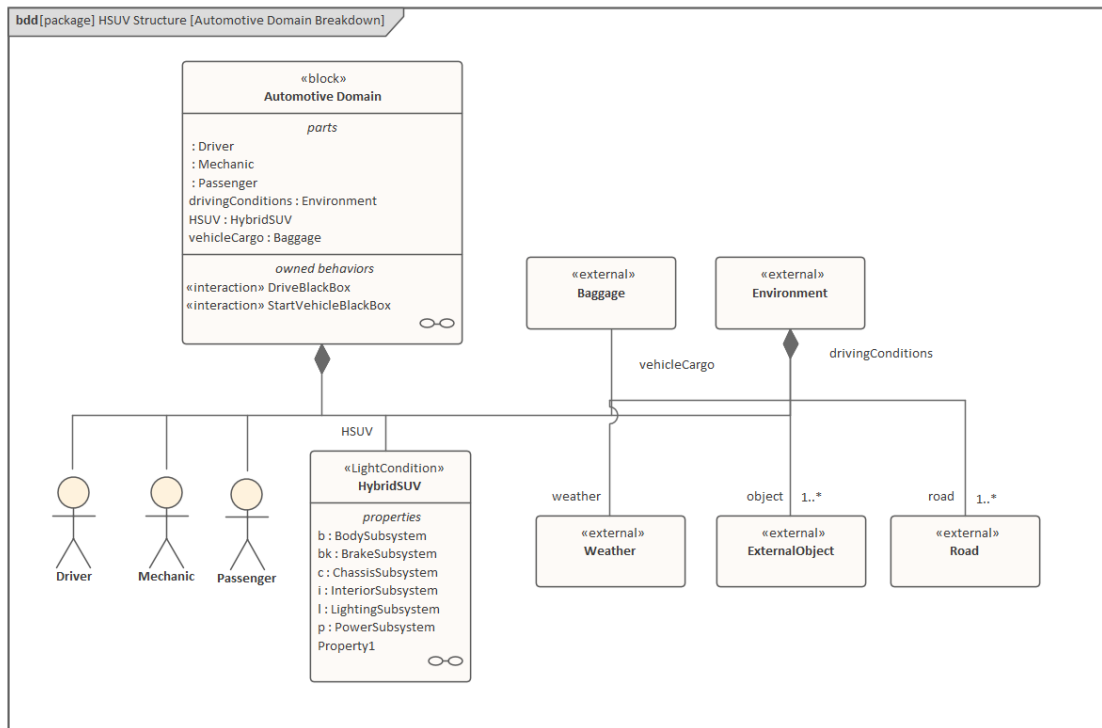 bdd[package] HSUV Structure [Automotive Domain Breakdown]
«block»
Automotive Domain
parts
: Driver
: Mechanic
: Passenger
drivingConditions : Environment
HSUV : HybridSUV
vehicleCargo : Baggage
owned behaviors
«interaction» DriveBlackBox
«interaction» StartVehicleBlackBox
«external»
Baggage
«external»
Environment
vehicleCargo
drivingConditions
HSUV
«LightCondition»
HybridSUV
properties
b : BodySubsystem
bk : BrakeSubsystem
c : ChassisSubsystem
i : InteriorSubsystem
l : LightingSubsystem
p : PowerSubsystem
Property1
Driver
Mechanic
Passenger
weather
object
1..*
road
1..*
«external»
Weather
«external»
ExternalObject
«external»
Road